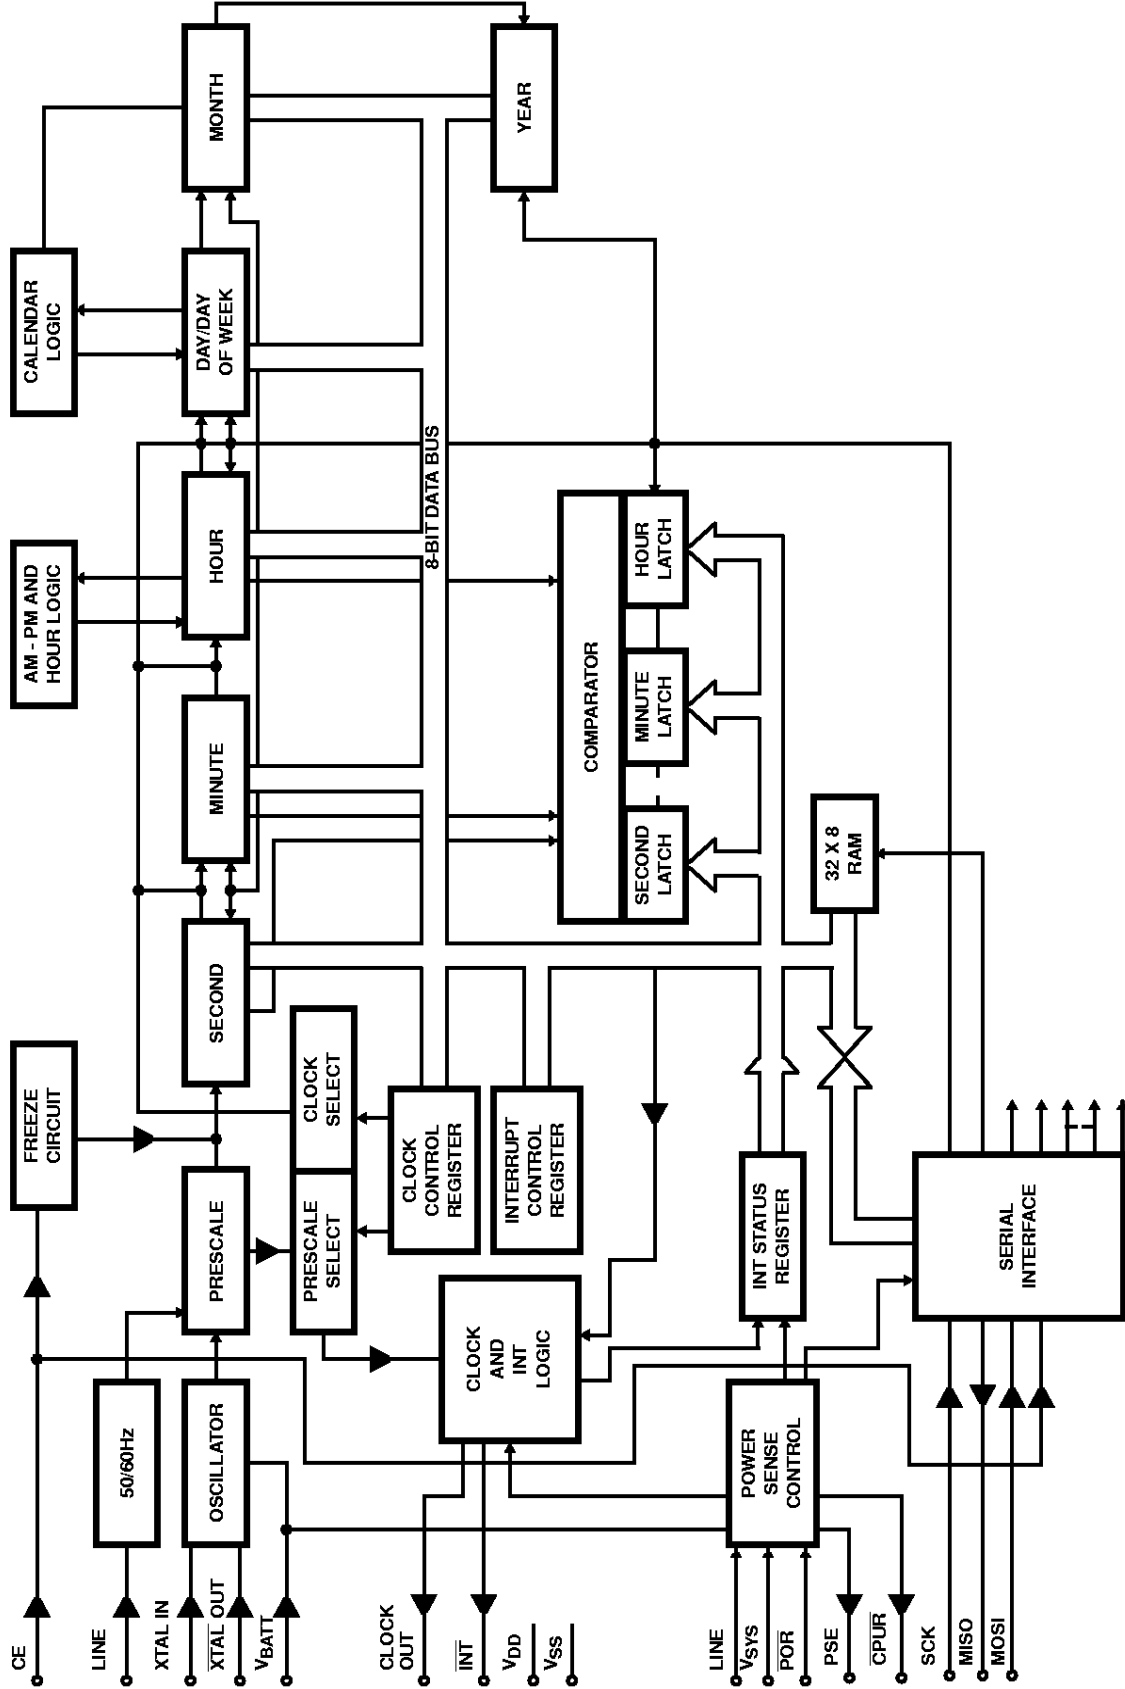 CE
LINE
XTAL IN
XTAL OUT
VBATT
CLOCK
OUT
INT
VDD
VSS
LINE
VSYS
POR
PSE
CPUR
SCK
MISO
MOSI
FREEZE
CIRCUIT
AM - PM AND
HOUR LOGIC
CALENDAR
LOGIC
50/60Hz
OSCILLATOR
PRESCALE
SECOND
MINUTE
HOUR
DAY/DAY
OF WEEK
MONTH
YEAR
PRESCALE
SELECT
CLOCK
SELECT
CLOCK
CONTROL
REGISTER
INTERRUPT
CONTROL
REGISTER
8-BIT DATA BUS
CLOCK
AND
INT
LOGIC
COMPARATOR
SECOND
LATCH
MINUTE
LATCH
HOUR
LATCH
POWER
SENSE
CONTROL
INT STATUS
REGISTER
32 X 8
RAM
SERIAL
INTERFACE